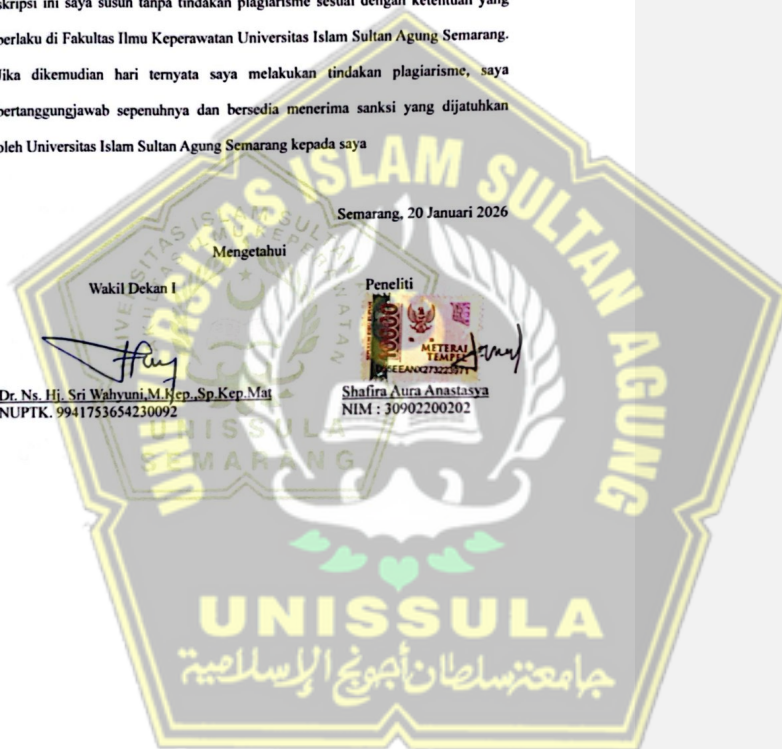 skripsi ini saya susun tanpa tindakan plagiarisme sesuai dengan ketentuan yang
berlaku di Fakultas Ilmu Keperawatan Universitas Islam Sultan Agung Semarang.
Jika dikemudian hari ternyata saya melakukan tindakan plagiarisme, saya
bertanggungjawab sepenuhnya dan bersedia menerima sanksi yang dijatuhkan
oleh Universitas Islam Sultan Agung Semarang kepada saya
Semarang, 20 Januari 2026
Mengetahui
Wakil Dekan I
Peneliti
10000
METERAI
TEMPEL
Dr. Ns. Hj. Sri Wahyuni,M.Kep.,Sp.Kep.Mat
NUPTK. 9941753654230092
Shafira Aura Anastasya
NIM : 30902200202
UNIVERSITAS ISLAM SULTAN AGUNG
UNISSULA
SEMARANG
UNISSULA
جامعة سلطان أجونج الإسلامية